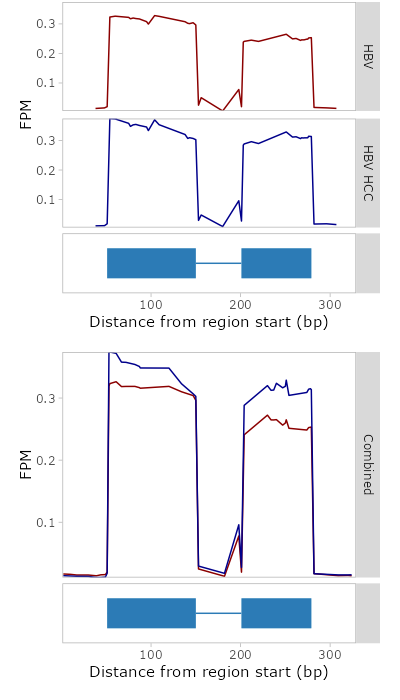 0.3
0.2
0.1
HBV
FPM
0.3
0.2
0.1
HBV HCC
100 200 300
Distance from region start (bp)
0.3
0.2
0.1
FPM
Combined
100 200 300
Distance from region start (bp)